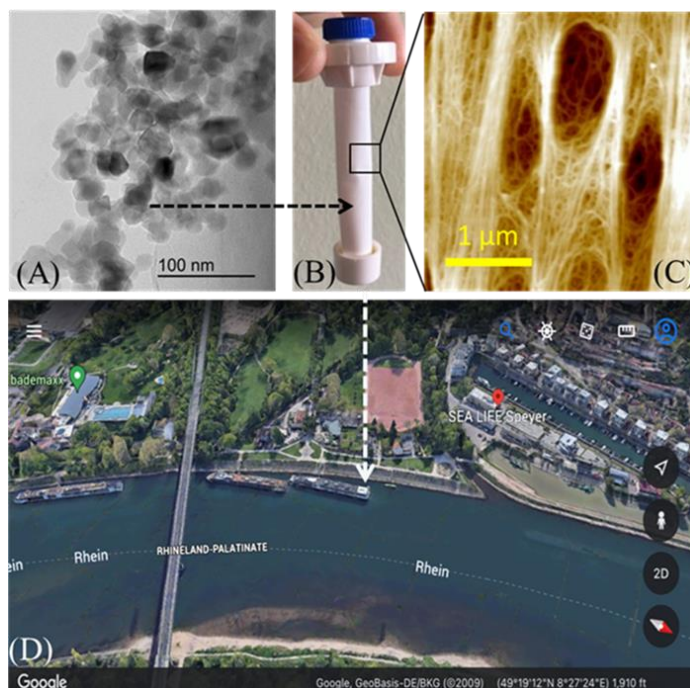 (A)
100 nm
(B)
1 µm
(C)
bademaxx
SEA LIFE Speyer
RHINELAND-PALATINATE
ein
Rhein
Rhein
2D
(D)
Google
Google, GeoBasis-DE/BKG (©2009) (49°19'12"N 8°27'24"E) 1,910 ft